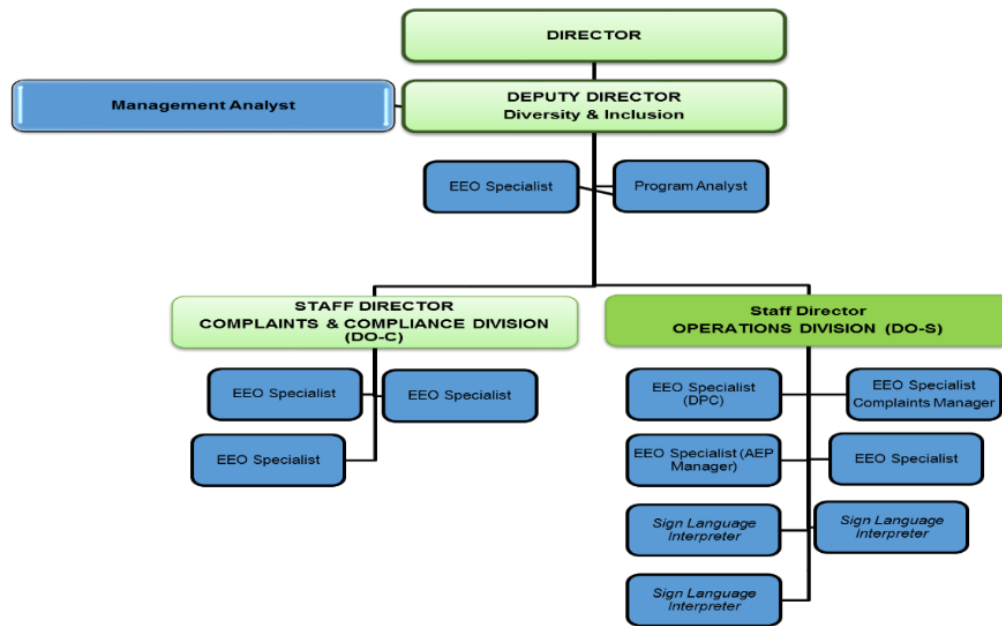 DIRECTOR
Management Analyst
DEPUTY DIRECTOR
Diversity & Inclusion
EEO Specialist
Program Analyst
STAFF DIRECTOR
COMPLAINTS & COMPLIANCE DIVISION
(DO-C)
Staff Director
OPERATIONS DIVISION (DO-S)
EEO Specialist
EEO Specialist
EEO Specialist
EEO Specialist
(DPC)
EEO Specialist
Complaints Manager
EEO Specialist (AEP
Manager)
EEO Specialist
Sign Language
Interpreter
Sign Language
Interpreter
Sign Language
Interpreter